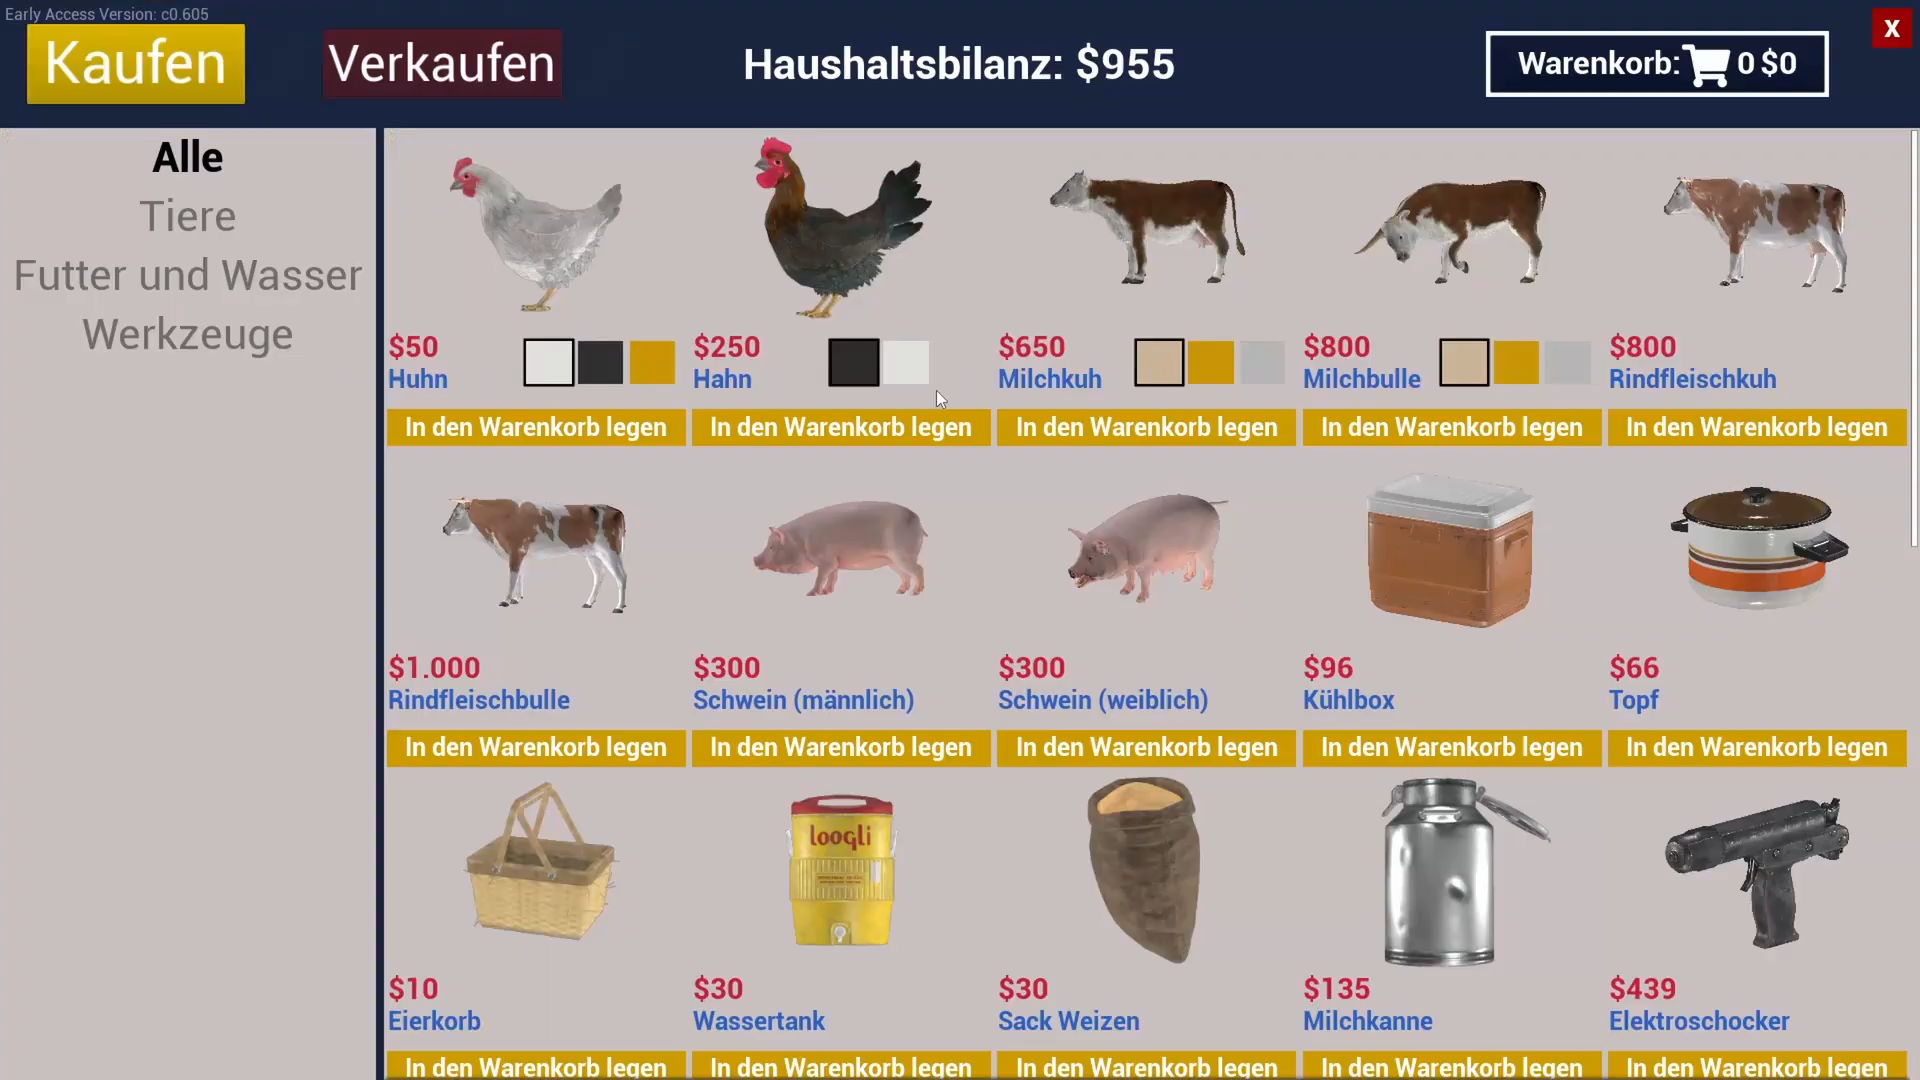 Early Access Version: c0.605
Kaufen
Verkaufen
Haushaltsbilanz: $955
Warenkorb: 0 $0
X
Alle
Tiere
Futter und Wasser
Werkzeuge
$50
Huhn
In den Warenkorb legen
$250
Hahn
In den Warenkorb legen
$650
Milchkuh
In den Warenkorb legen
$800
Milchbulle
In den Warenkorb legen
$800
Rindfleischkuh
In den Warenkorb legen
$1.000
Rindfleischbulle
In den Warenkorb legen
$300
Schwein (männlich)
In den Warenkorb legen
$300
Schwein (weiblich)
In den Warenkorb legen
$96
Kühlbox
In den Warenkorb legen
$66
Topf
In den Warenkorb legen
$10
Eierkorb
In den Warenkorb legen
looqli
$30
Wassertank
In den Warenkorb legen
$30
Sack Weizen
In den Warenkorb legen
$135
Milchkanne
In den Warenkorb legen
$439
Elektroschocker
In den Warenkorb legen